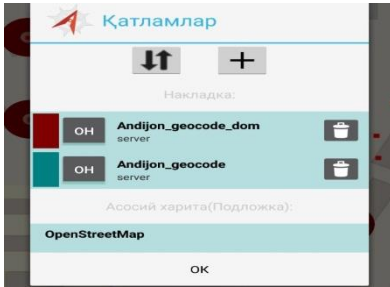 Қатламлар
Накладка:
ОН
Andijon_geocode_dom
server
ОН
Andijon_geocode
server
Асосий харита(Подложка):
OpenStreetMap
OK